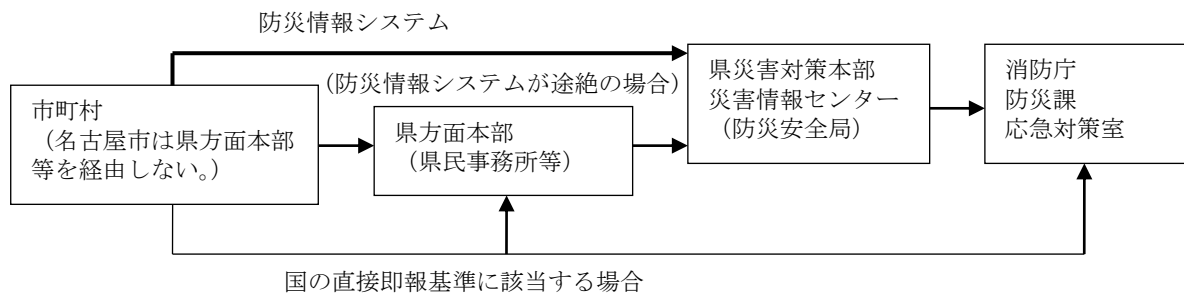 防災情報システム
(防災情報システムが途絶の場合)
市町村
（名古屋市は県方面本部
等を経由しない。）
県方面本部
（県民事務所等）
県災害対策本部
災害情報センター
（防災安全局）
消防庁
防災課
応急対策室
国の直接即報基準に該当する場合